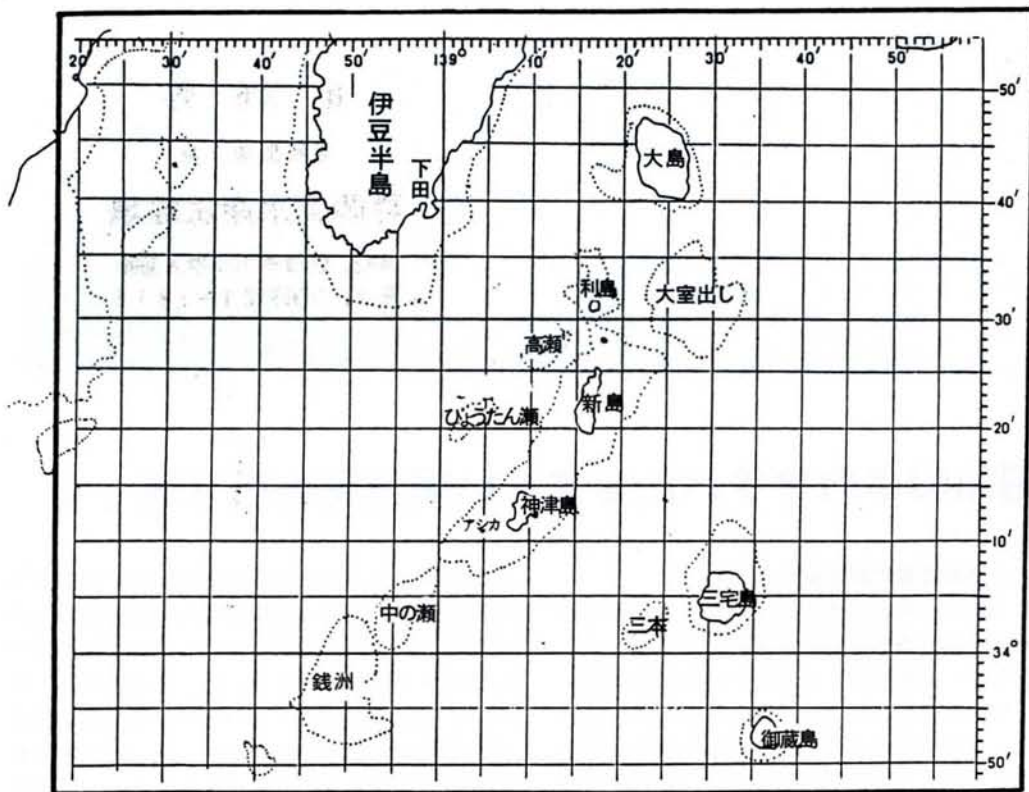 20′ 30′ 40′ 50′ 139° 10′ 20′ 30′ 40′ 50′
50′
伊豆半島
下田
大島
40′
利島
大室出し
30′
高瀬
新島
ひょうたん瀬
20′
神津島
アシカ
10′
三宅島
中の瀬
三本
34°
銭洲
御蔵島
50′